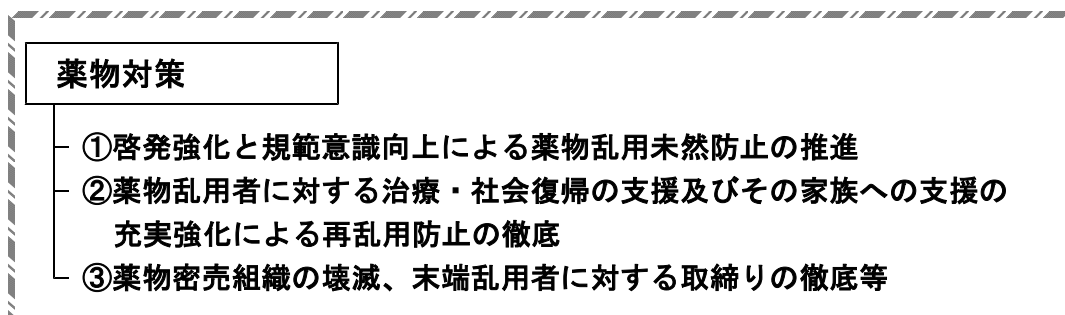 薬物対策
①啓発強化と規範意識向上による薬物乱用未然防止の推進
②薬物乱用者に対する治療・社会復帰の支援及びその家族への支援の
充実強化による再乱用防止の徹底
③薬物密売組織の壊滅、末端乱用者に対する取締りの徹底等